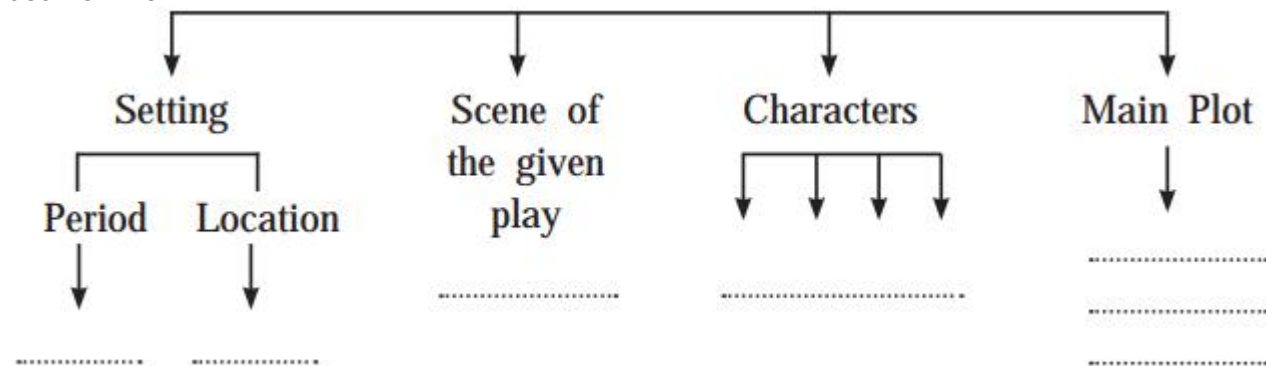 Setting
Scene of
the given
play
Characters
Main Plot
Period
Location